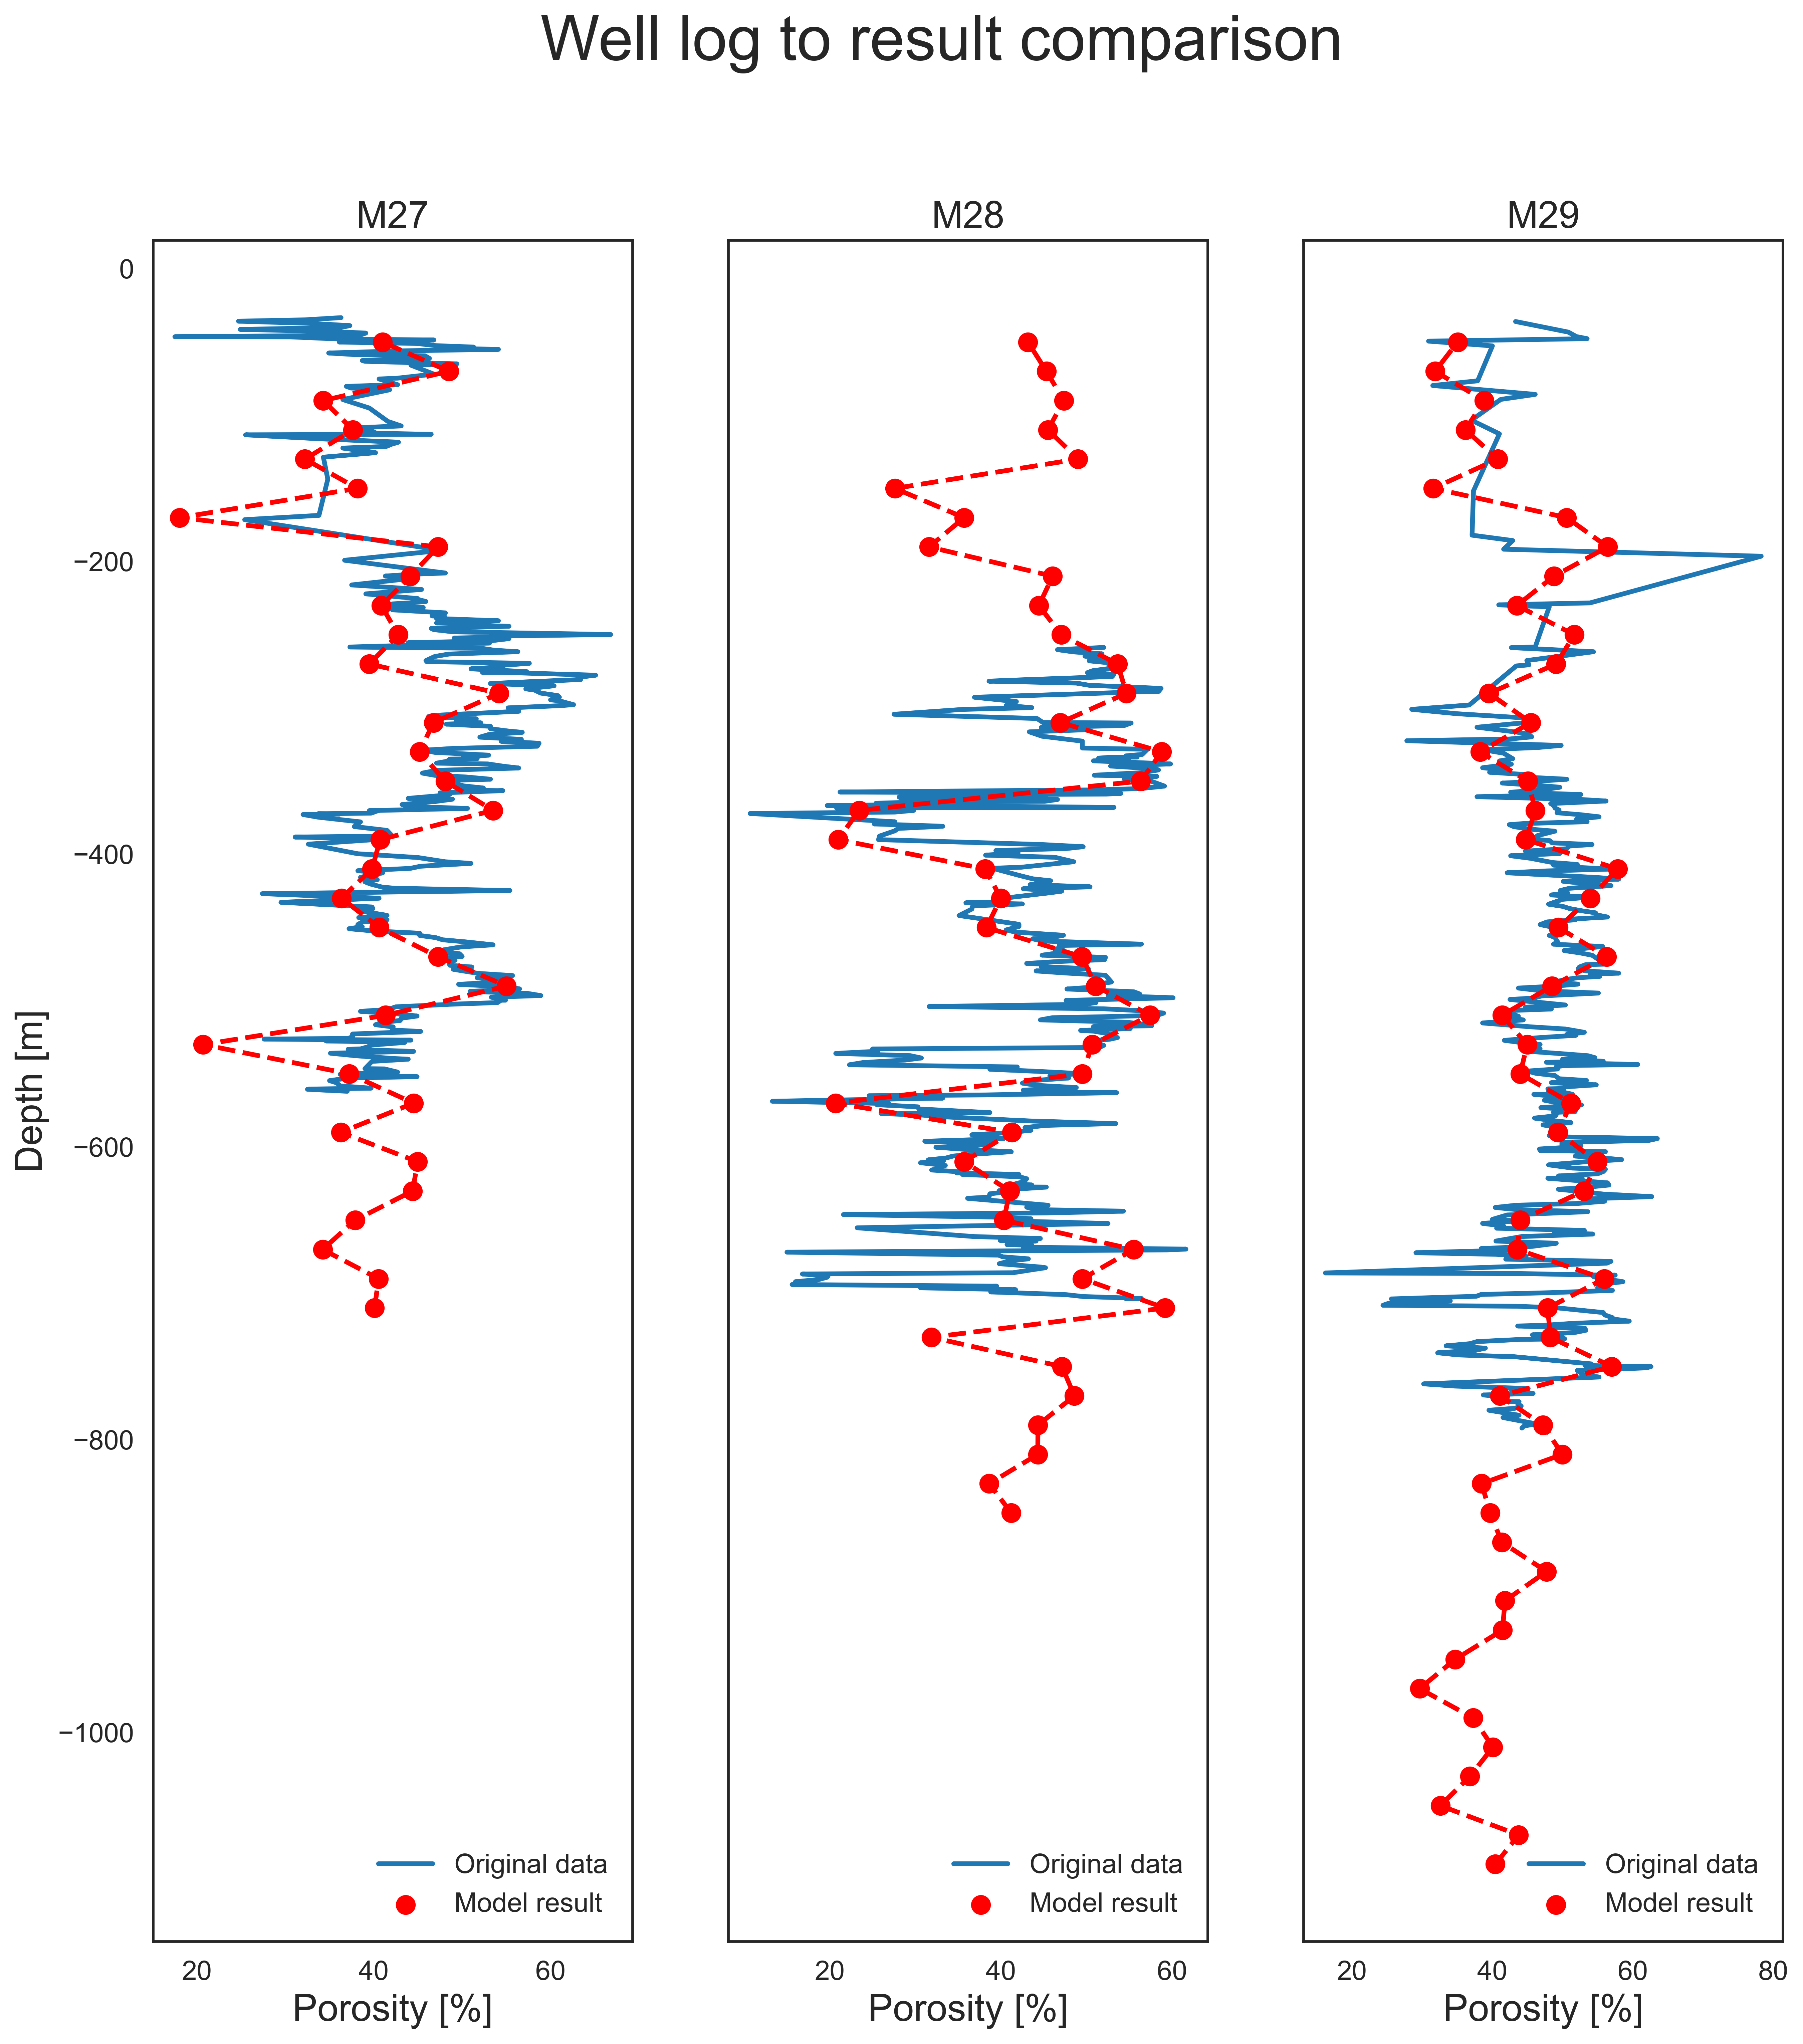 Well log to result comparison
M27
M28
M29
0
−200
−400
−600
−800
−1000
Depth [m]
Original data
Model result
Original data
Model result
Original data
Model result
20 40 60
20 40 60
20 40 60 80
Porosity [%]
Porosity [%]
Porosity [%]